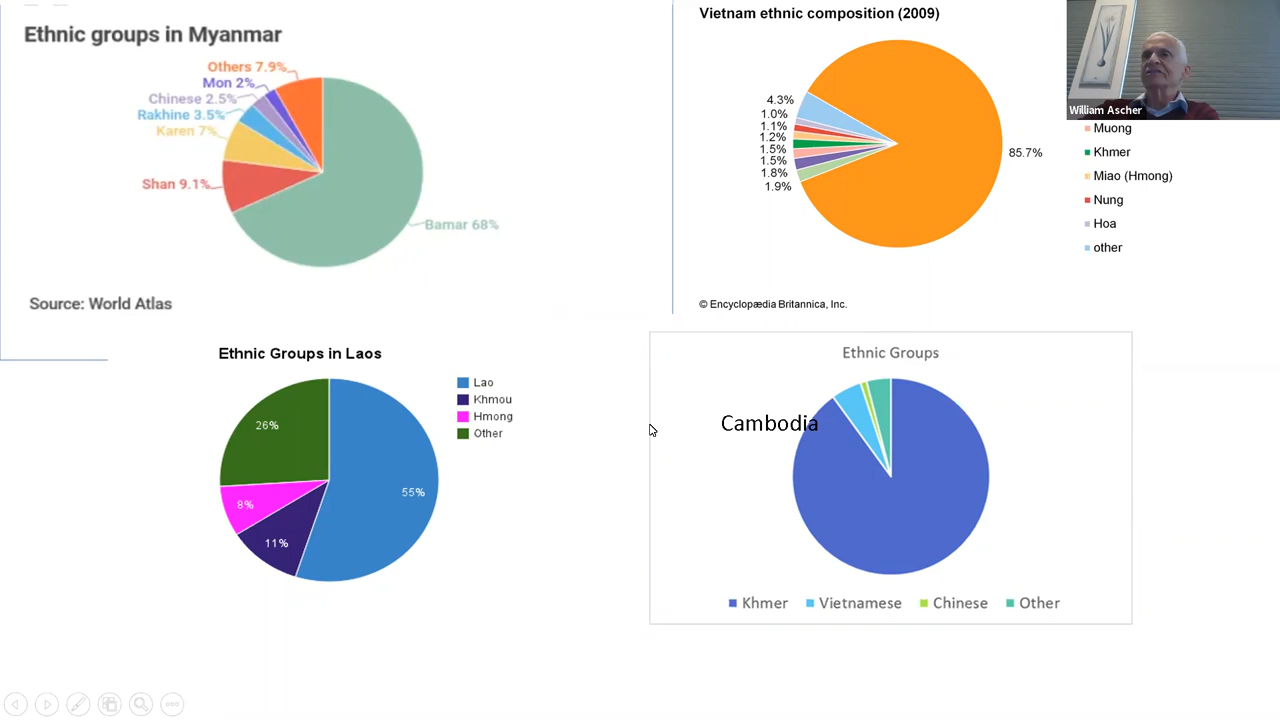 Ethnic groups in Myanmar
Others 7.9%
Mon 2%
Chinese 2.5%
Rakhine 3.5%
Karen 7%
Shan 9.1%
Bamar 68%
Source: World Atlas
Vietnam ethnic composition (2009)
4.3%
1.0%
1.1%
1.2%
1.5%
1.5%
1.8%
1.9%
85.7%
William Ascher
Muong
Khmer
Miao (Hmong)
Nung
Hoa
other
© Encyclopædia Britannica, Inc.
Ethnic Groups in Laos
Lao
Khmou
Hmong
Other
26%
8%
11%
55%
Ethnic Groups
Cambodia
Khmer
Vietnamese
Chinese
Other